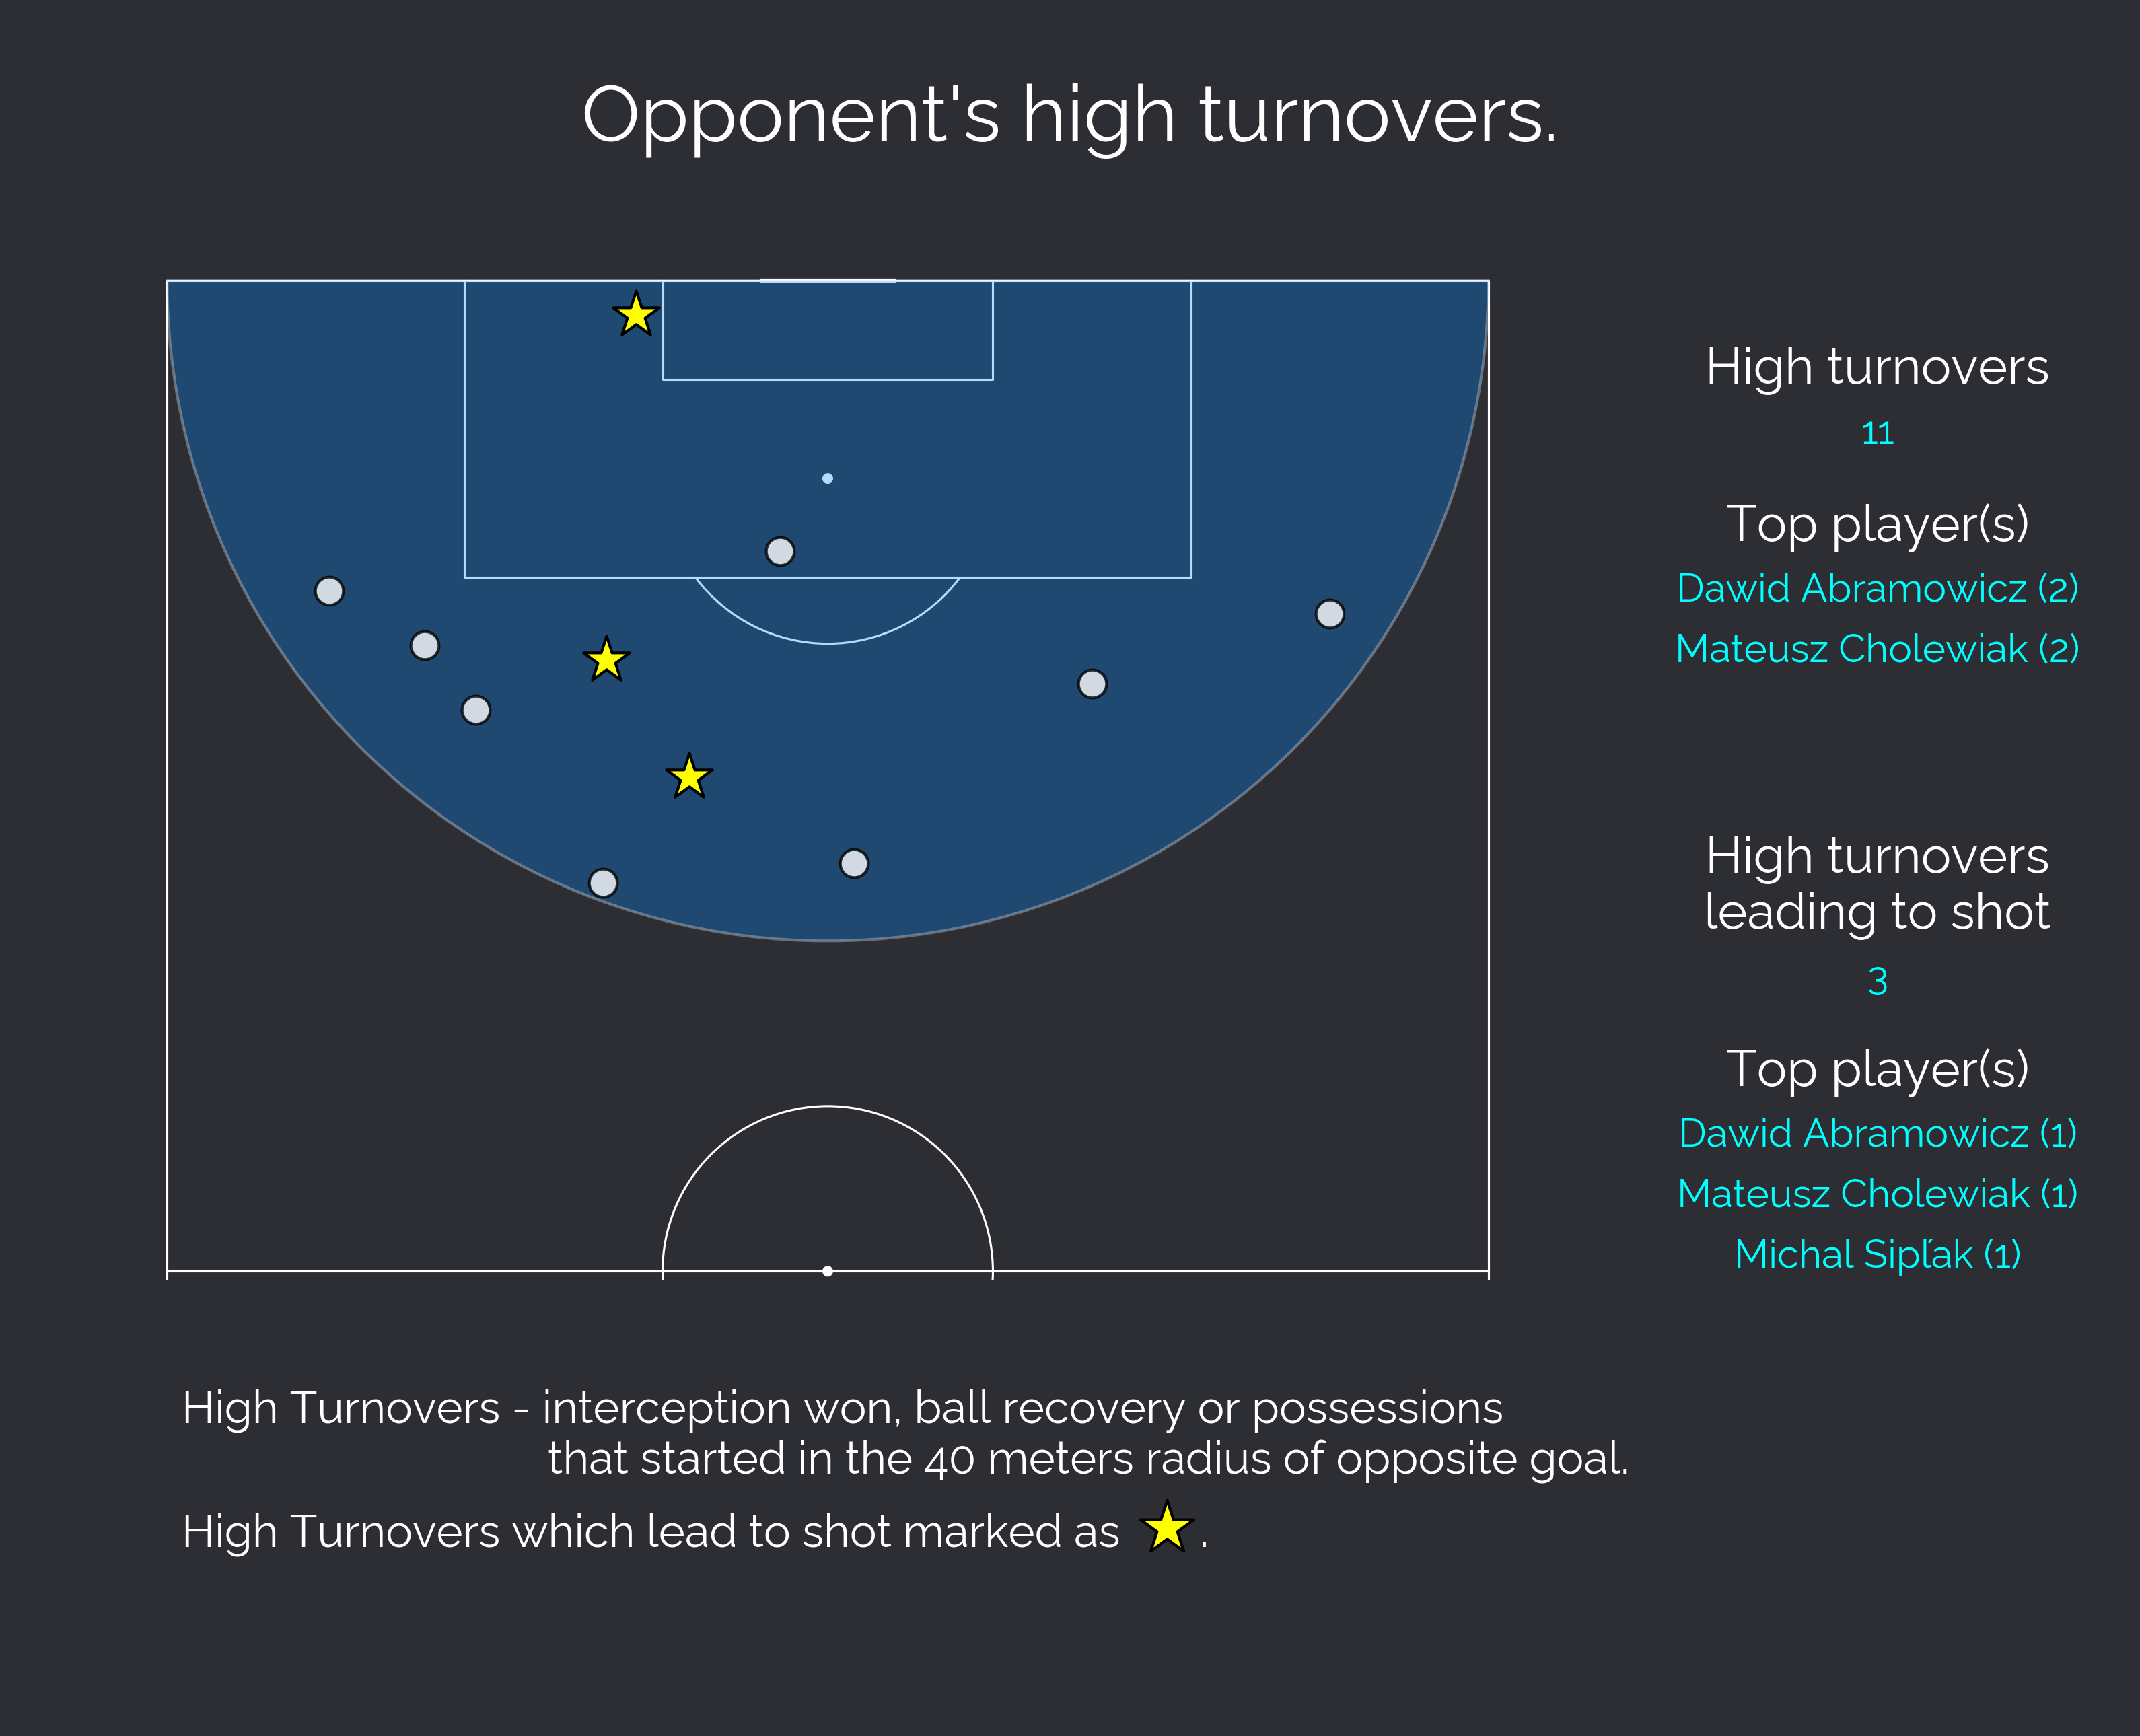 Opponent's high turnovers.
High turnovers
11
Top player(s)
Dawid Abramowicz (2)
Mateusz Cholewiak (2)
High turnovers
leading to shot
3
Top player(s)
Dawid Abramowicz (1)
Mateusz Cholewiak (1)
Michal Sipľak (1)
High Turnovers - interception won, ball recovery or possessions
that started in the 40 meters radius of opposite goal.
High Turnovers which lead to shot marked as .